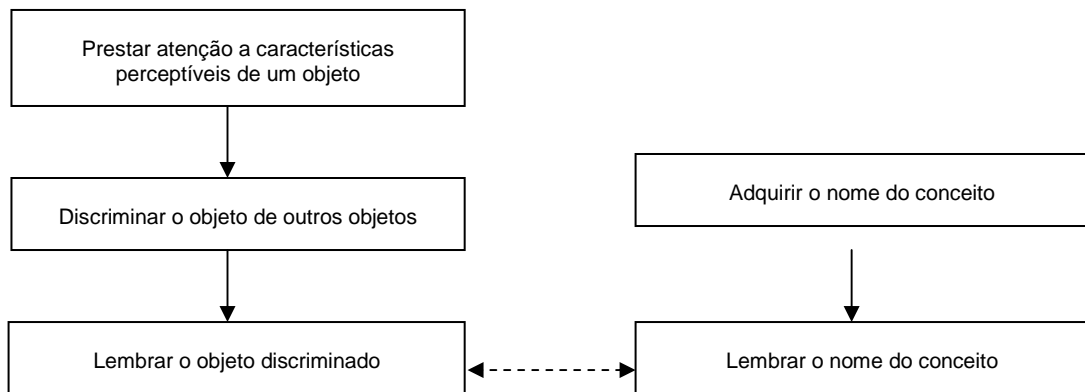 Prestar atenção a características
perceptíveis de um objeto
Discriminar o objeto de outros objetos
Lembrar o objeto discriminado
Adquirir o nome do conceito
Lembrar o nome do conceito